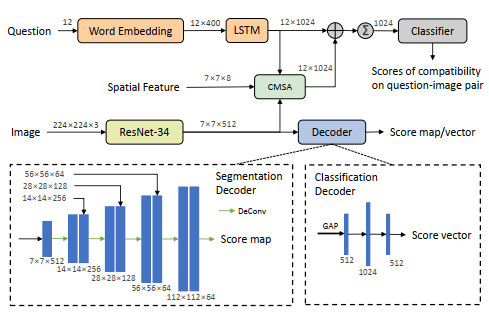 Question
12
Word Embedding
12×400
LSTM
12×1024
Σ
1024
Classifier
12×1024
Scores of compatibility
on question-image pair
Spatial Feature
7×7×8
CMSA
Image
224×224×3
ResNet-34
7×7×512
Decoder
Score map/vector
56×56×64
28×28×128
14×14×256
Segmentation
Decoder
DeConv
Score map
7×7×512
14×14×256
28×28×128
56×56×64
112×112×64
Classification
Decoder
GAP
512
1024
512
Score vector